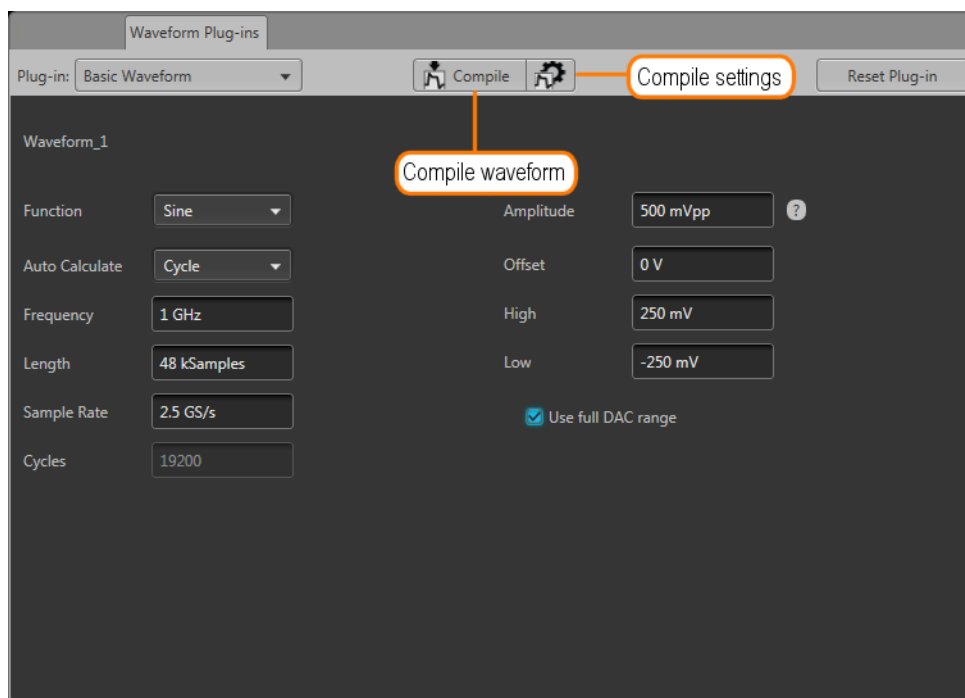 Waveform Plug-ins
Plug-in: Basic Waveform
Compile
Compile settings
Reset Plug-in
Waveform_1
Compile waveform
Function Sine
Amplitude 500 mVpp ?
Auto Calculate Cycle
Offset 0 V
Frequency 1 GHz
High 250 mV
Length 48 kSamples
Low -250 mV
Sample Rate 2.5 GS/s
Use full DAC range
Cycles 19200